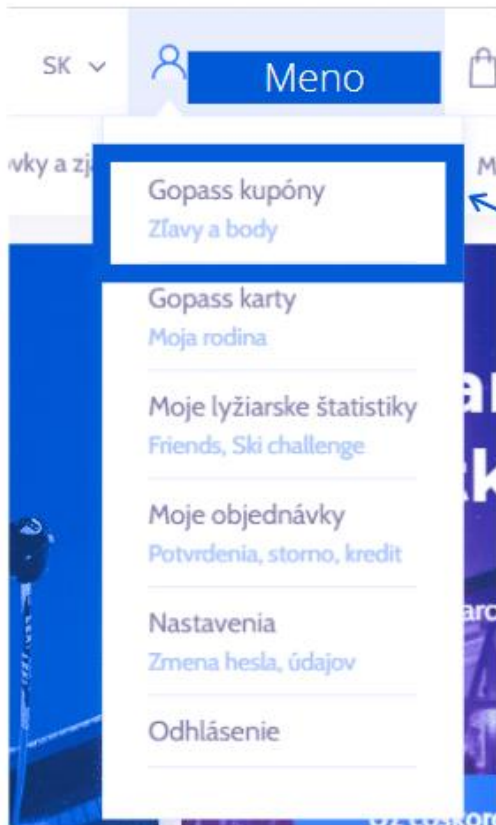 SK
Meno
Gopass kupóny
Zľavy a body
Gopass karty
Moja rodina
Moje lyžiarske štatistiky
Friends, Ski challenge
Moje objednávky
Potvrdenia, storno, kredit
Nastavenia
Zmena hesla, údajov
Odhlásenie